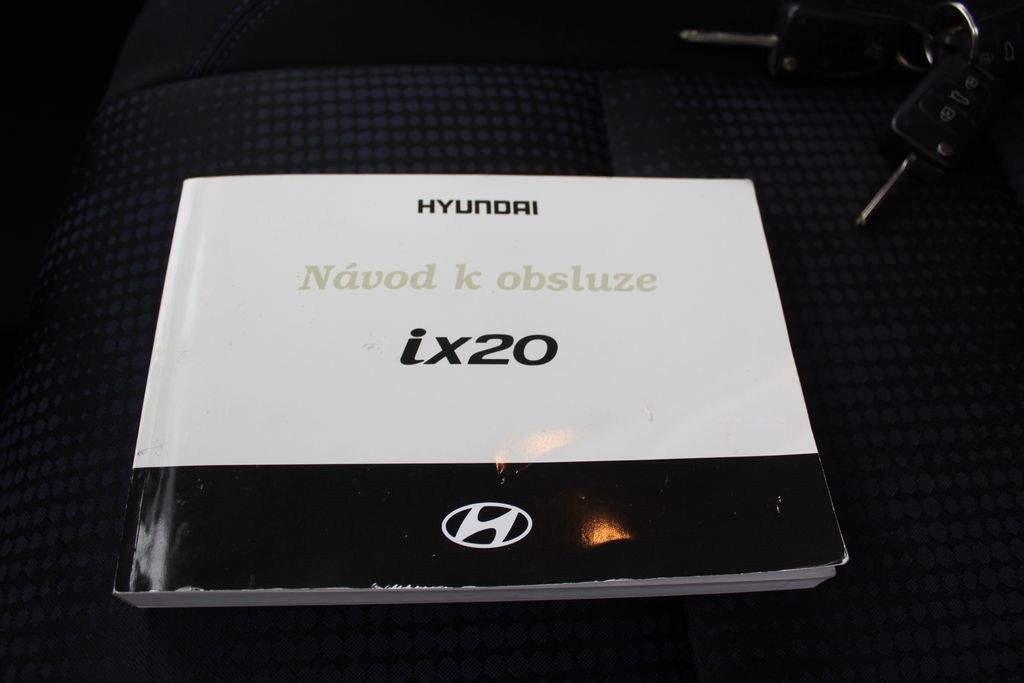 HYUNDAI
Návod k obsluze
ix20